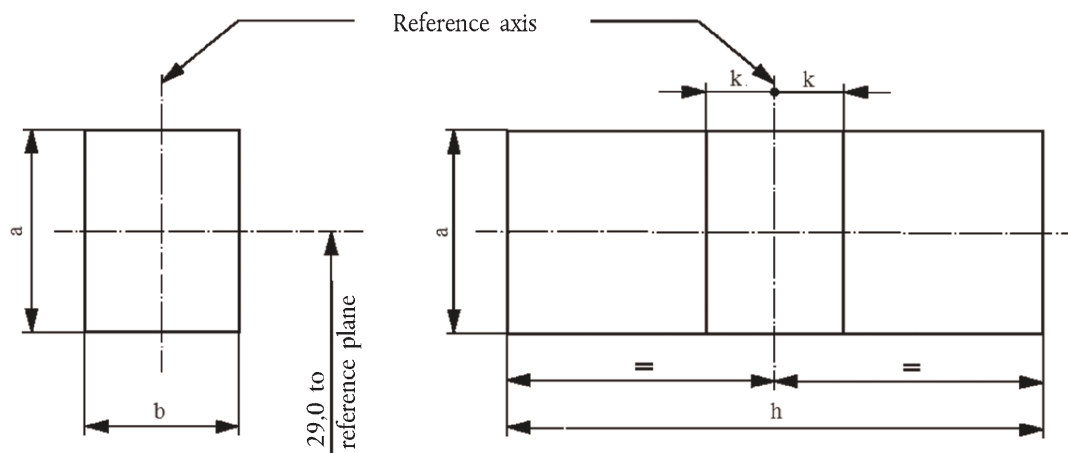 Reference axis
k
k
a
a
29,0 to
reference plane
=
=
b
h